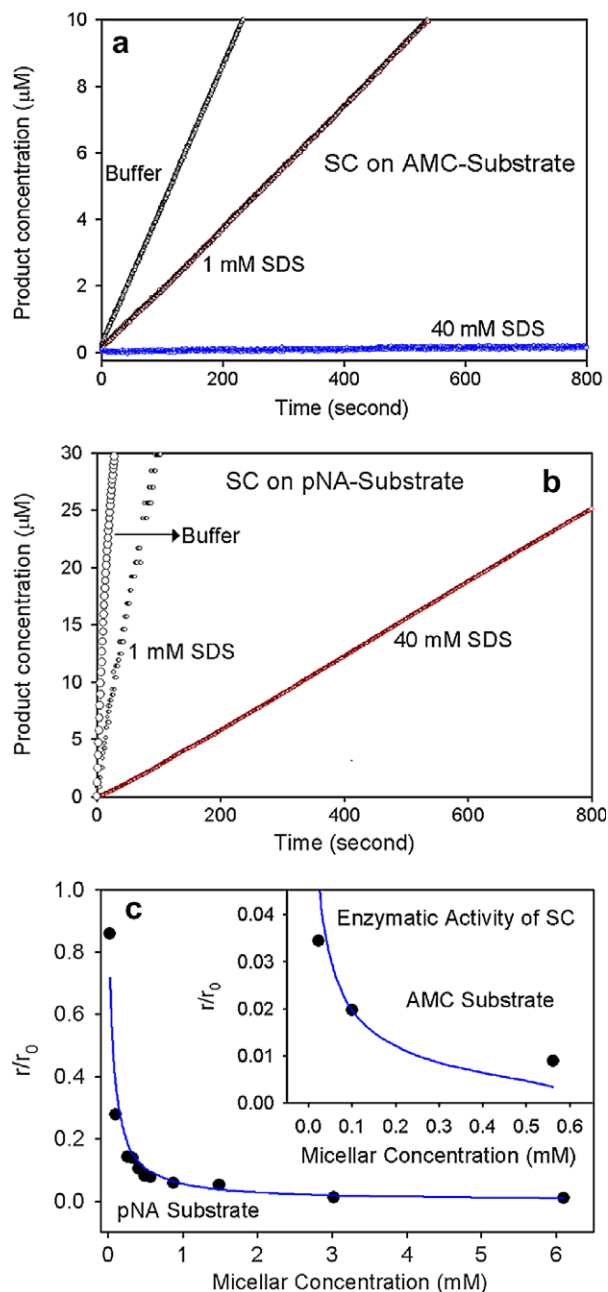 a
10
8
6
4
2
0
Product concentration (μM)
Buffer
SC on AMC-Substrate
1 mM SDS
40 mM SDS
0 200 400 600 800
Time (second)
b
30
25
20
15
10
5
0
Product concentration (μM)
SC on pNA-Substrate
Buffer
1 mM SDS
40 mM SDS
0 200 400 600 800
Time (second)
c
1.0
0.8
0.6
0.4
0.2
0.0
r/r0
pNA Substrate
0 1 2 3 4 5 6
Micellar Concentration (mM)
0.04
0.03
0.02
0.01
0.00
r/r0
Enzymatic Activity of SC
AMC Substrate
0.0 0.1 0.2 0.3 0.4 0.5 0.6
Micellar Concentration (mM)